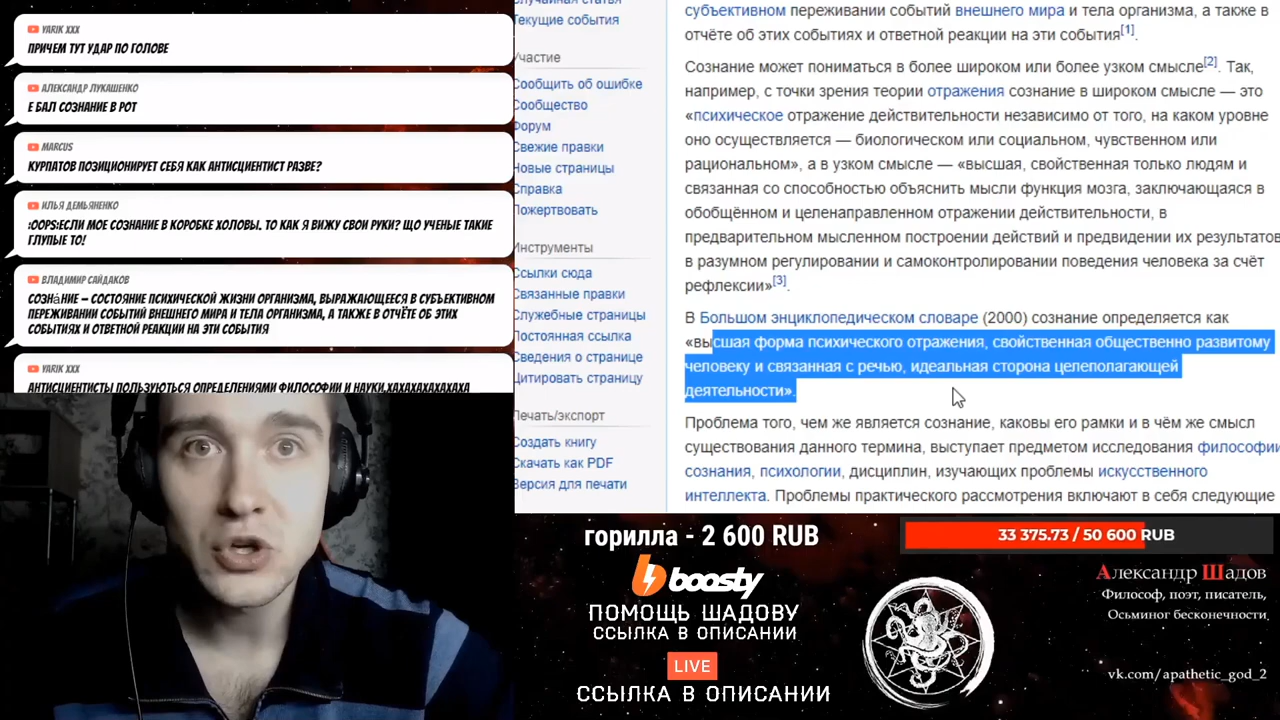 YARIK XXX
ПРИЧЕМ ТУТ УДАР ПО ГОЛОВЕ
АЛЕКСАНДР ЛУКАШЕНКО
Е БАЛ СОЗНАНИЕ В РОТ
MARCUS
КУРПАТОВ ПОЗИЦИОНИРУЕТ СЕБЯ КАК АНТИСЦИЕНТИСТ РАЗВЕ?
ИЛЬЯ ДЕМЬЯНЕНКО
:OOPS:ЕСЛИ МОЕ СОЗНАНИЕ В КОРОБКЕ ХОЛОВЫ. ТО КАК Я ВИЖУ СВОИ РУКИ? ЩО УЧЕНЫЕ ТАКИЕ
ГЛУПЫЕ ТО!
ВЛАДИМИР САЙДАКОВ
СОЗНА́НИЕ — СОСТОЯНИЕ ПСИХИЧЕСКОЙ ЖИЗНИ ОРГАНИЗМА, ВЫРАЖАЮЩЕЕСЯ В СУБЪЕКТИВНОМ
ПЕРЕЖИВАНИИ СОБЫТИЙ ВНЕШНЕГО МИРА И ТЕЛА ОРГАНИЗМА, А ТАКЖЕ В ОТЧЁТЕ ОБ ЭТИХ
СОБЫТИЯХ И ОТВЕТНОЙ РЕАКЦИИ НА ЭТИ СОБЫТИЯ
YARIK XXX
АНТИСЦИЕНТИСТЫ ПОЛЬЗУЮТЬСЯ ОПРЕДЕЛЕНИЯМИ ФИЛОСОФИИ И НАУКИ.ХАХАХАХАХАХАХА
Случайная статья
Текущие события
Участие
Сообщить об ошибке
Сообщество
Форум
Свежие правки
Новые страницы
Справка
Пожертвовать
Инструменты
Ссылки сюда
Связанные правки
Служебные страницы
Постоянная ссылка
Сведения о странице
Цитировать страницу
Печать/экспорт
Создать книгу
Скачать как PDF
Версия для печати
субъективном переживании событий внешнего мира и тела организма, а также в
отчёте об этих событиях и ответной реакции на эти события[1].
Сознание может пониматься в более широком или более узком смысле[2]. Так,
например, с точки зрения теории отражения сознание в широком смысле — это
«психическое отражение действительности независимо от того, на каком уровне
оно осуществляется — биологическом или социальном, чувственном или
рациональном», а в узком смысле — «высшая, свойственная только людям и
связанная со способностью объяснить мысли функция мозга, заключающаяся в
обобщённом и целенаправленном отражении действительности, в
предварительном мысленном построении действий и предвидении их результатов
в разумном регулировании и самоконтролировании поведения человека за счёт
рефлексии»[3].
В Большом энциклопедическом словаре (2000) сознание определяется как
«высшая форма психического отражения, свойственная общественно развитому
человеку и связанная с речью, идеальная сторона целеполагающей
деятельности».
Проблема того, чем же является сознание, каковы его рамки и в чём же смысл
существования данного термина, выступает предметом исследования философии
сознания, психологии, дисциплин, изучающих проблемы искусственного
интеллекта. Проблемы практического рассмотрения включают в себя следующие
горилла - 2 600 RUB
boosty
ПОМОЩЬ ШАДОВУ
ССЫЛКА В ОПИСАНИИ
LIVE
ССЫЛКА В ОПИСАНИИ
33 375.73 / 50 600 RUB
Александр Шадов
Философ, поэт, писатель,
Осьминог бесконечности
vk.com/apathetic_god_2